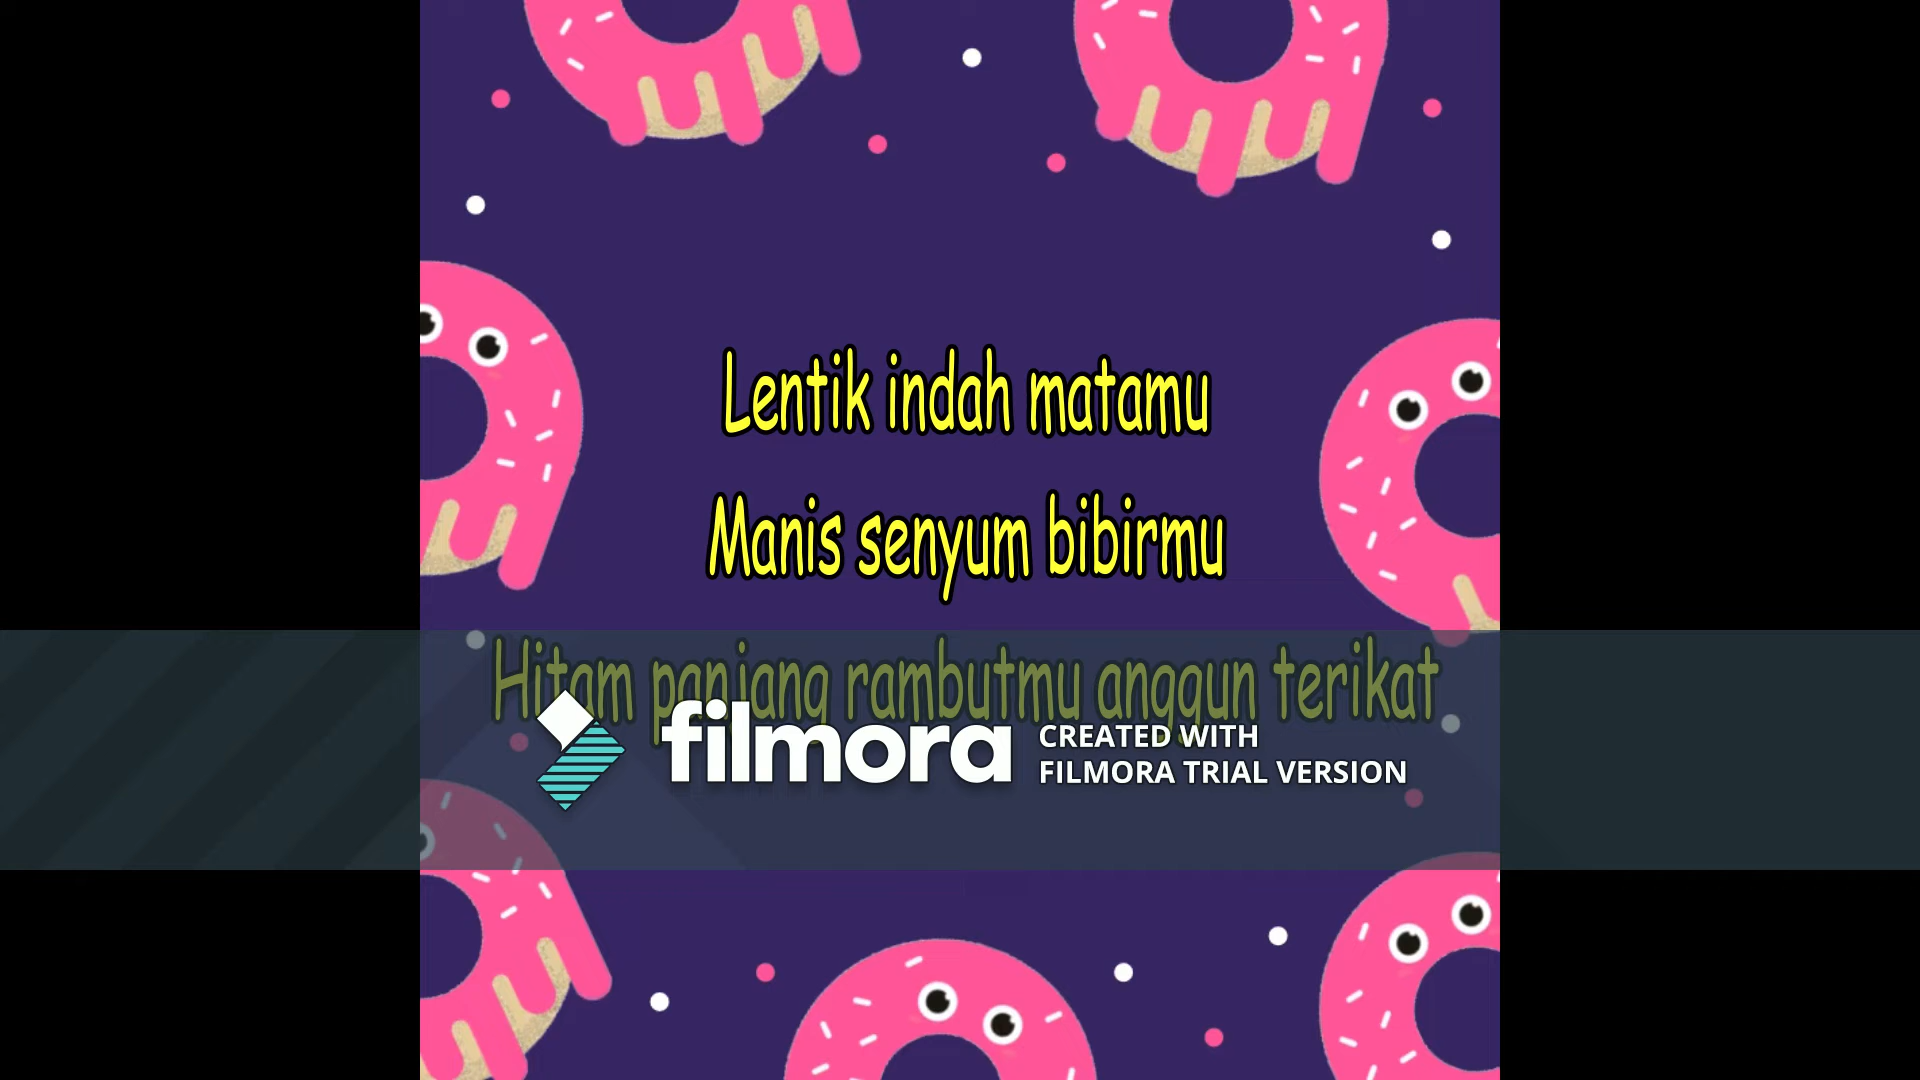 Lentik indah matamu
Manis senyum bibirmu
Hitam panjang rambutmu anggun terikat
filmora
CREATED WITH
FILMORA TRIAL VERSION